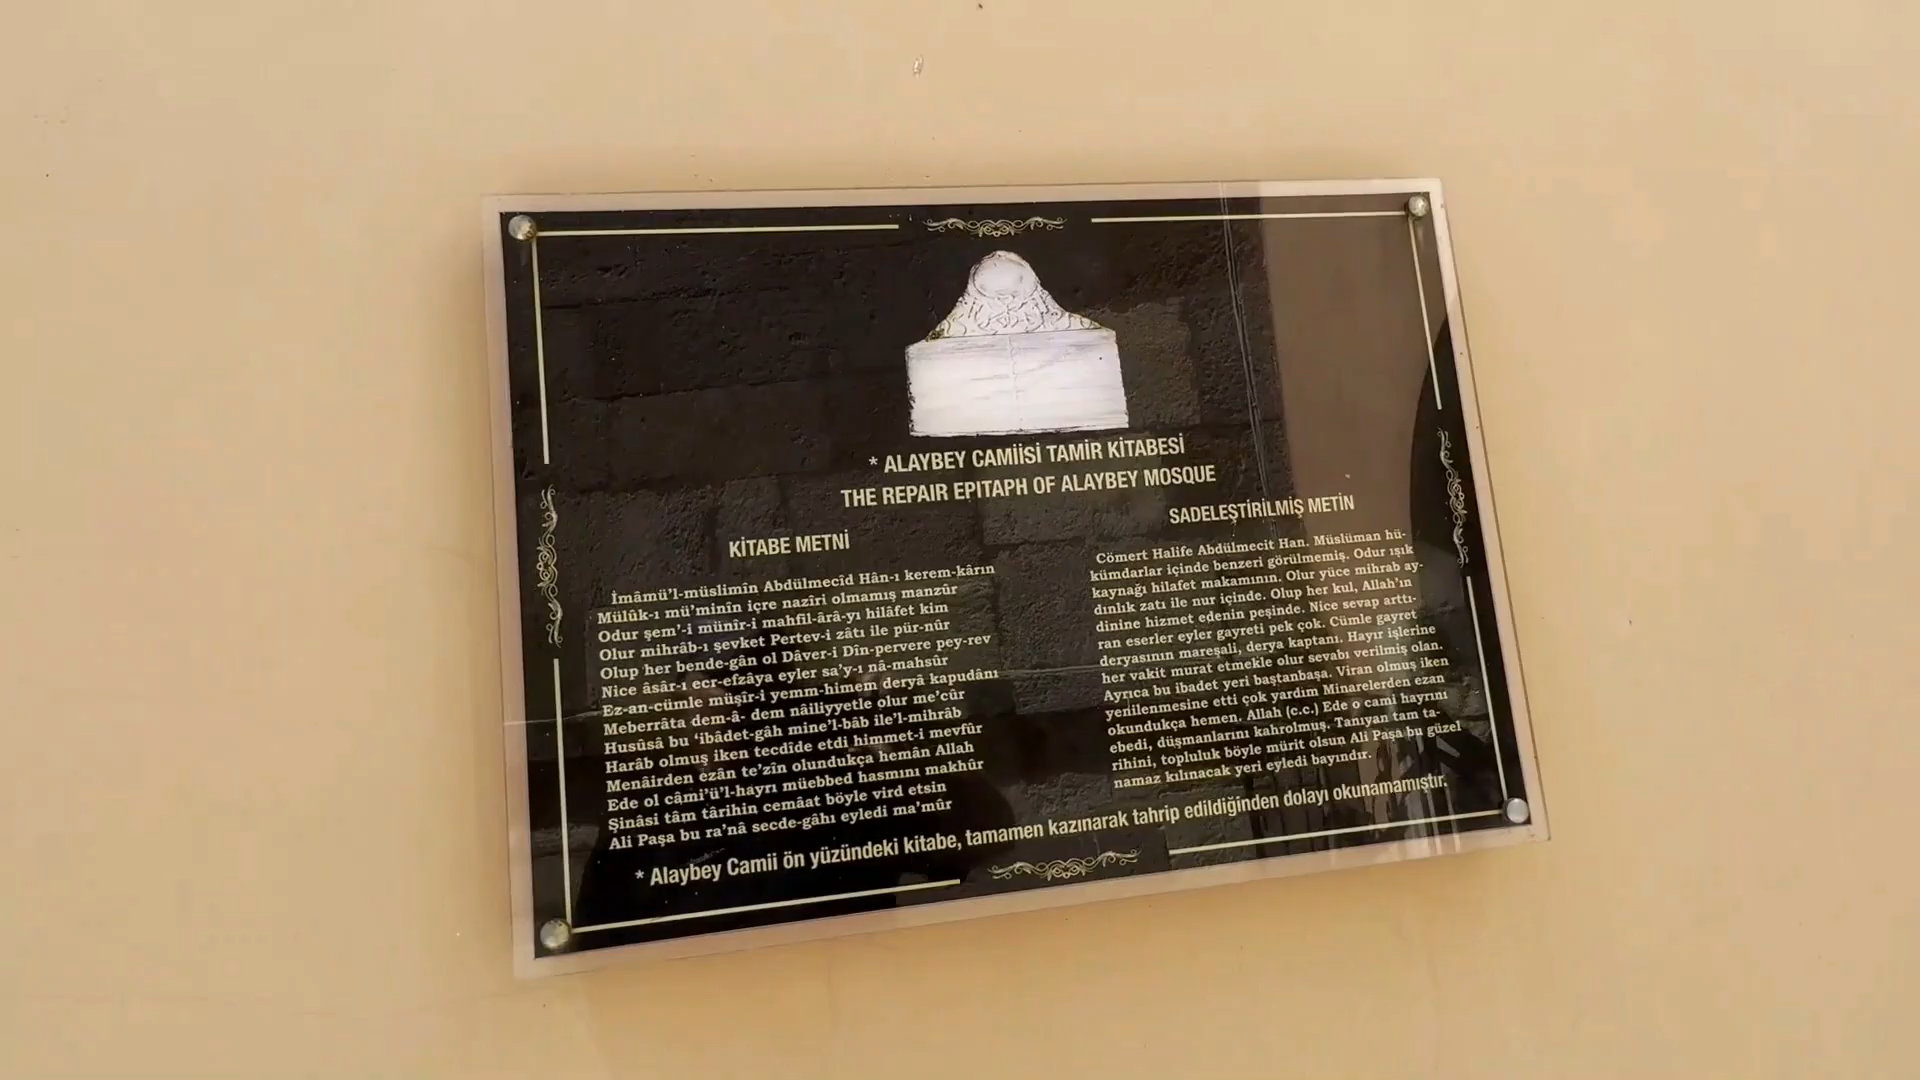 * ALAYBEY CAMİİSİ TAMİR KİTABESİ
THE REPAIR EPITAPH OF ALAYBEY MOSQUE
KİTABE METNİ
İmâmü’l-müslimîn Abdülmecîd Hân-ı kerem-kârın
Mülûk-ı mü’minîn içre nazîri olmamış manzûr
Odur şem’-i münîr-i mahfil-ârâ-yı hilâfet kim
Olur mihrâb-ı şevket Pertev-i zâtı ile pür-nûr
Olup her bende-gân ol Dâver-i Dîn-pervere pey-rev
Nice âsâr-ı ecr-efzâya eyler sa’y-ı nâ-mahsûr
Ez-an-cümle müşîr-i yemm-himem deryâ kapudânı
Meberrâta dem-â- dem nâiliyyetle olur me’cûr
Husûsâ bu ‘ibâdet-gâh mine’l-bâb ile’l-mihrâb
Harâb olmuş iken tecdîde etdi himmet-i mevfûr
Menâirden ezân te’zîn olundukça hemân Allah
Ede ol câmi’ü’l-hayrı müebbed hasmını makhûr
Şinâsi tâm târihin cemâat böyle vird etsin
Ali Paşa bu ra’nâ secde-gâhı eyledi ma’mûr
SADELEŞTİRİLMİŞ METİN
Cömert Halife Abdülmecit Han. Müslüman hü-
kümdarlar içinde benzeri görülmemiş. Odur ışık
kaynağı hilafet makamının. Olur yüce mihrab ay-
dınlık zatı ile nur içinde. Olup her kul, Allah’ın
dinine hizmet edenin peşinde. Nice sevap arttı-
ran eserler eyler gayreti pek çok. Cümle gayret
deryasının mareşali, derya kaptanı. Hayır işlerine
her vakit murat etmekle olur sevabı verilmiş olan.
Ayrıca bu ibadet yeri baştanbaşa. Viran olmuş iken
yenilenmesine etti çok yardım Minarelerden ezan
okundukça hemen. Allah (c.c.) Ede o cami hayrını
ebedi, düşmanlarını kahrolmuş. Tanıyan tam ta-
rihini, topluluk böyle mürit olsun Ali Paşa bu güzel
namaz kılınacak yeri eyledi bayındır.
* Alaybey Camii ön yüzündeki kitabe, tamamen kazınarak tahrip edildiğinden dolayı okunamamıştır.